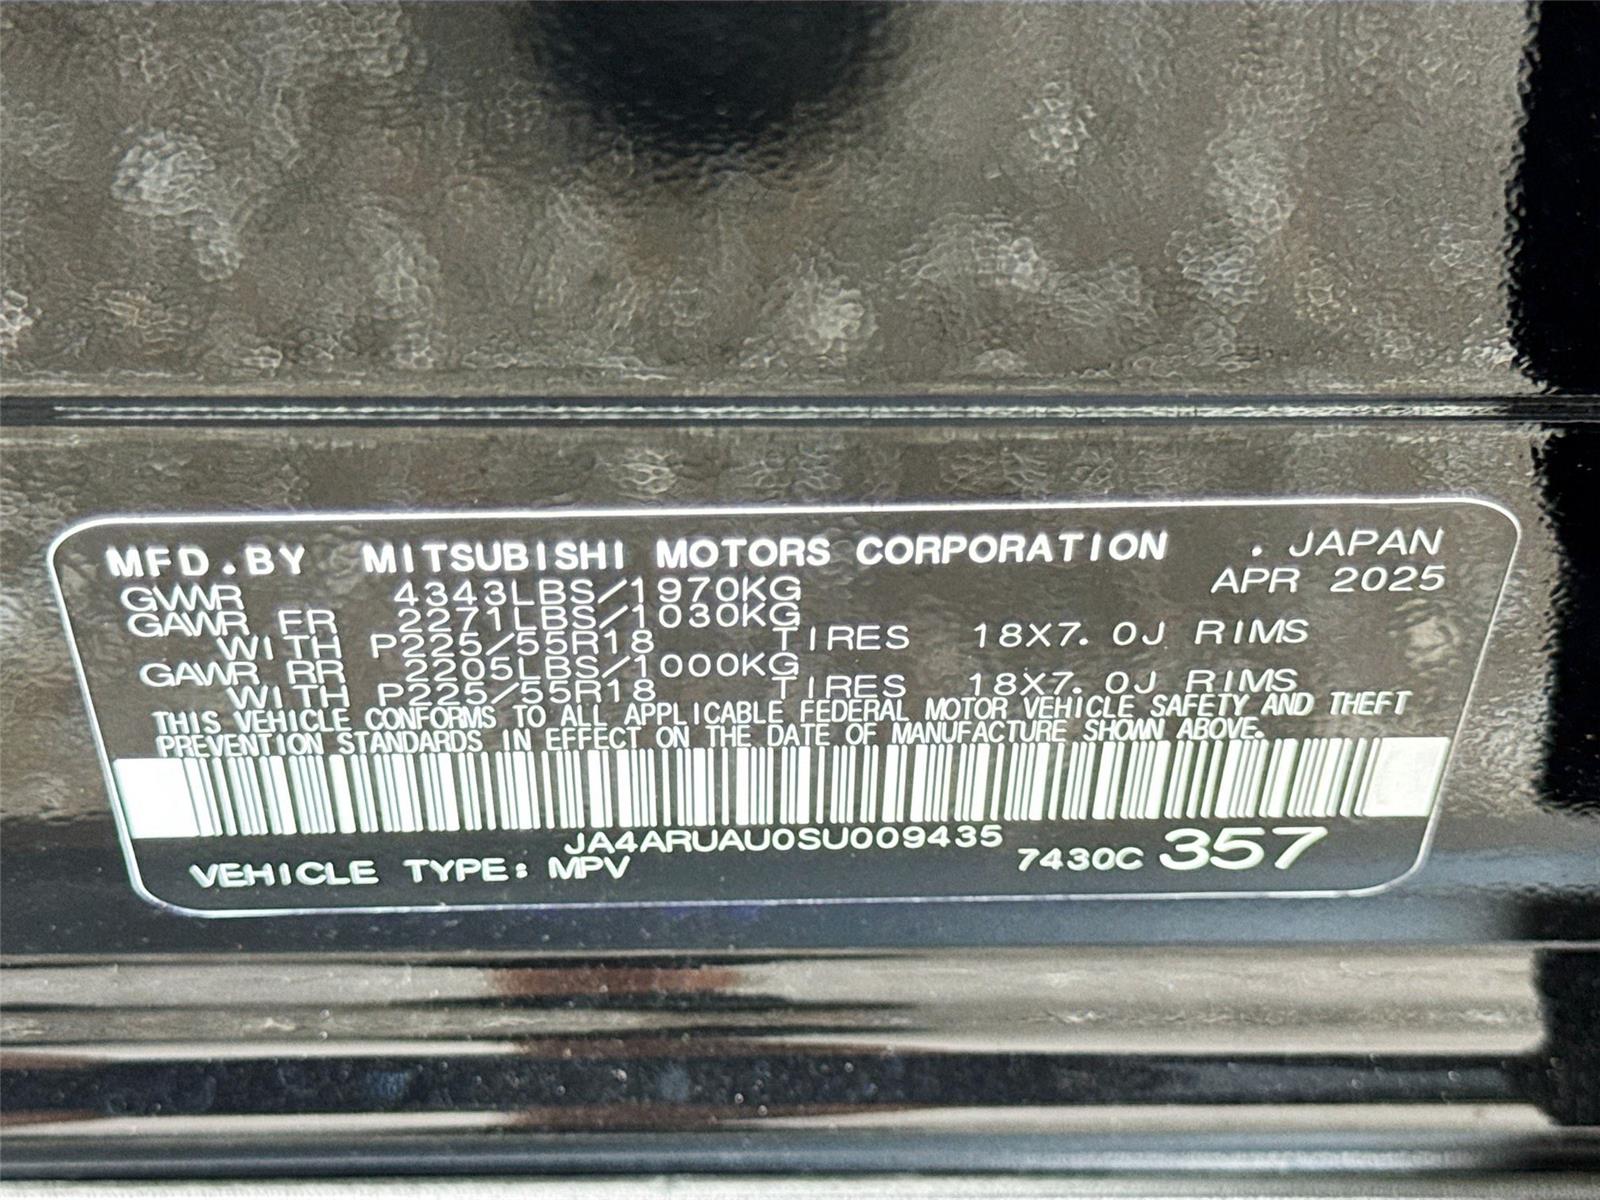 MFD.BY MITSUBISHI MOTORS CORPORATION . JAPAN
GVWR 4343LBS/1970KG APR 2025
GAWR FR 2271LBS/1030KG
WITH P225/55R18 TIRES 18X7.0J RIMS
GAWR RR 2205LBS/1000KG
WITH P225/55R18 TIRES 18X7.0J RIMS
THIS VEHICLE CONFORMS TO ALL APPLICABLE FEDERAL MOTOR VEHICLE SAFETY AND THEFT
PREVENTION STANDARDS IN EFFECT ON THE DATE OF MANUFACTURE SHOWN ABOVE.
JA4ARUAU0SU009435
VEHICLE TYPE: MPV 7430C 357